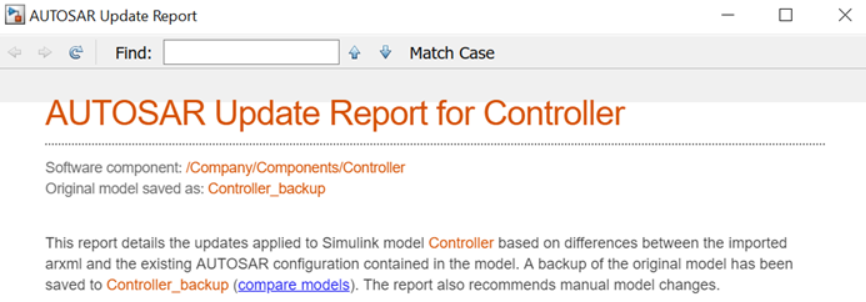 AUTOSAR Update Report
Find: Match Case
AUTOSAR Update Report for Controller
Software component: /Company/Components/Controller
Original model saved as: Controller_backup
This report details the updates applied to Simulink model Controller based on differences between the imported
arxml and the existing AUTOSAR configuration contained in the model. A backup of the original model has been
saved to Controller_backup (compare models). The report also recommends manual model changes.